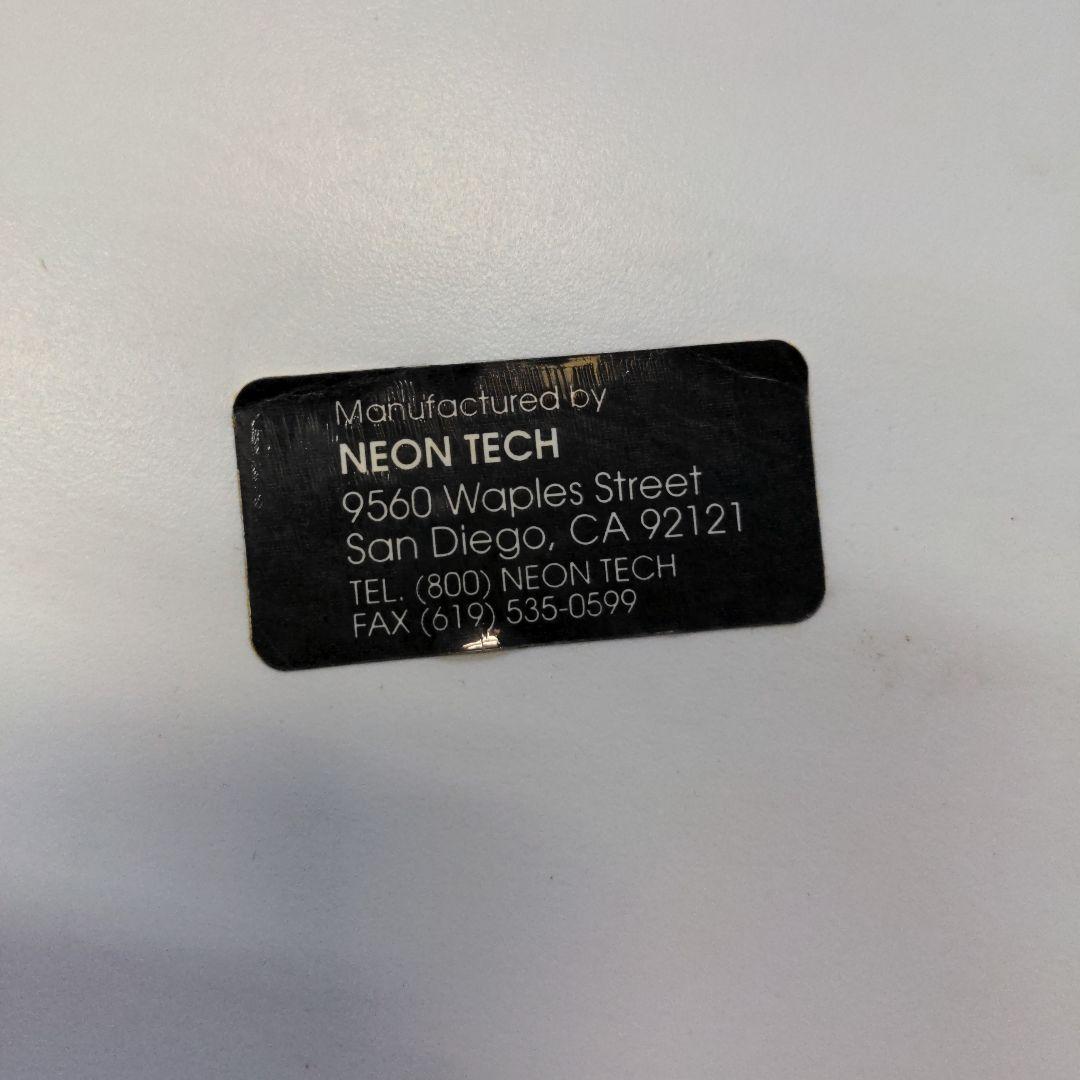 Manufactured by
NEON TECH
9560 Waples Street
San Diego, CA 92121
TEL. (800) NEON TECH
FAX (619) 535-0599